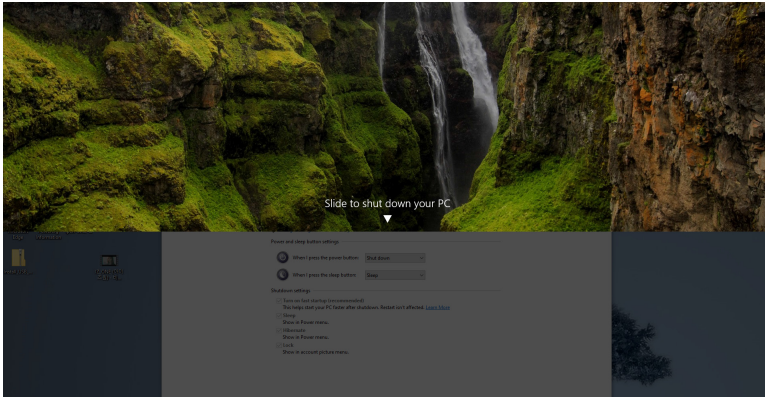 Slide to shut down your PC
Power and sleep button settings
When I press the power button: Shut down
When I press the sleep button: Sleep
Shutdown settings
Turn on fast startup (recommended)
This helps start your PC faster after shutdown. Restart isn't affected. Learn More
Sleep
Show in Power menu.
Hibernate
Show in Power menu.
Lock
Show in account picture menu.